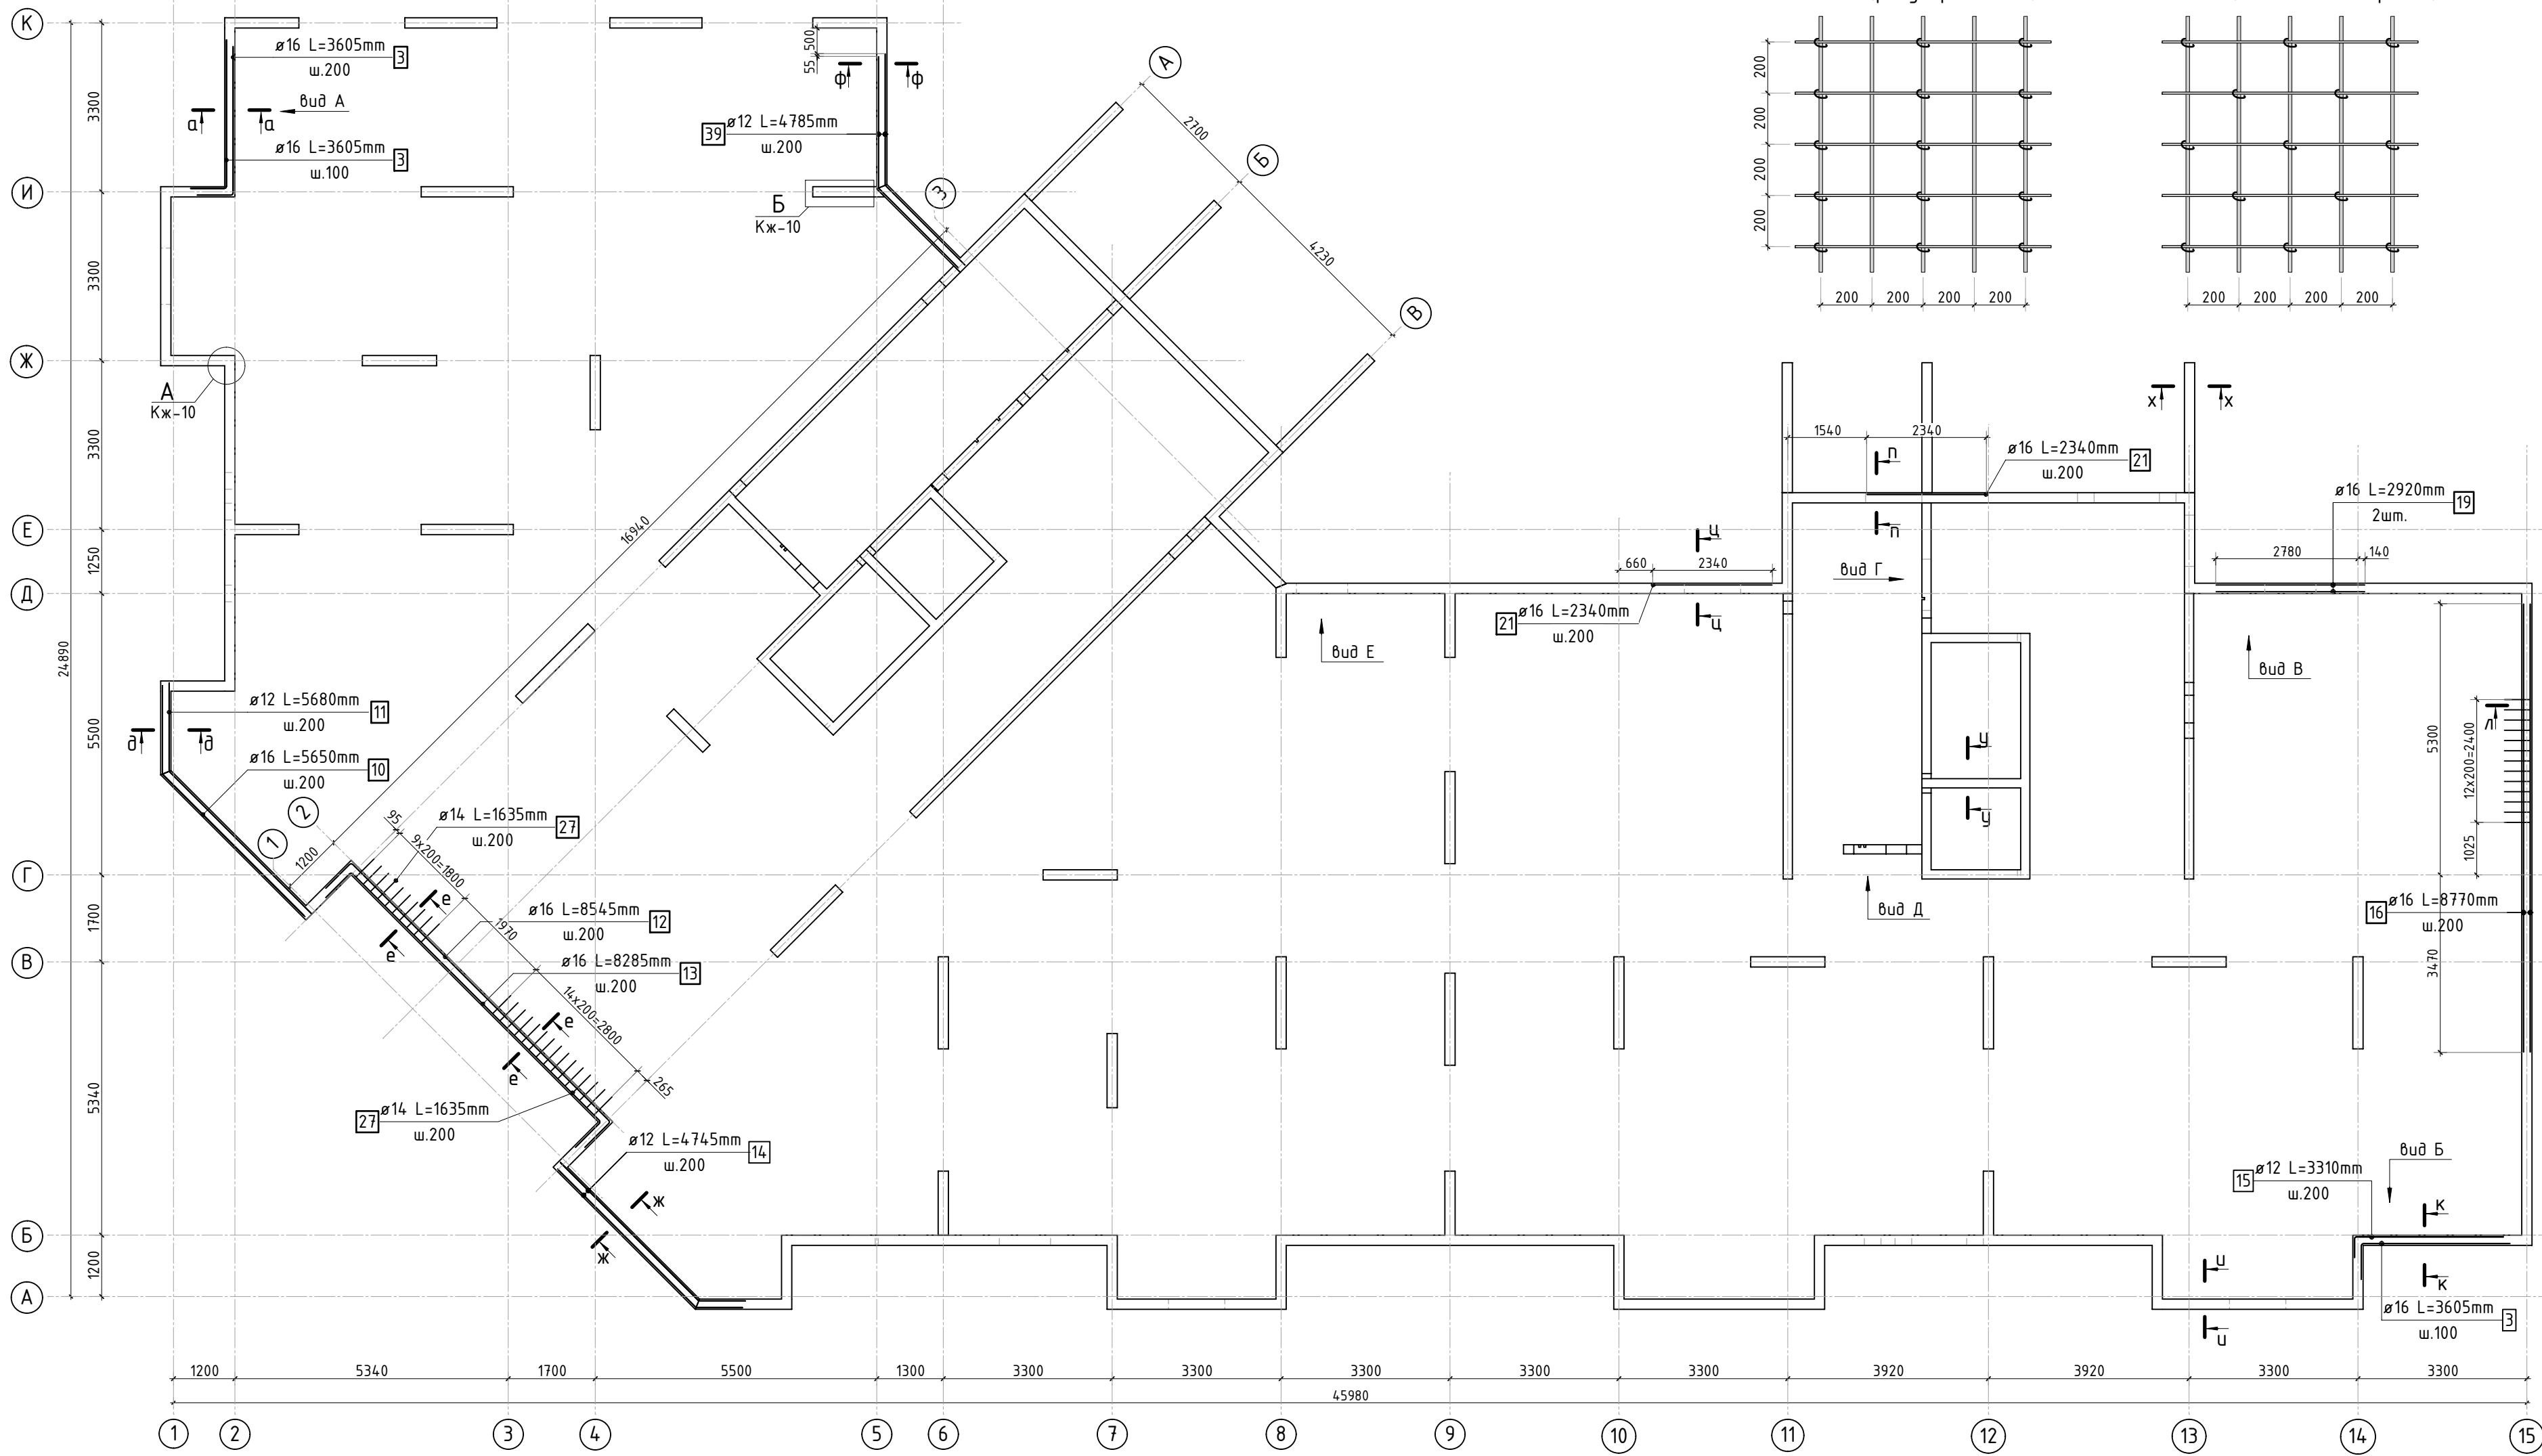 К
И
Ж
Е
Д
Г
В
Б
А
3300
3300
3300
1250
5500
1700
5340
1200
24890
ø16 L=3605mm
ш.200
3
вид А
а
а
ø16 L=3605mm
ш.100
3
А
Кж-10
500
55
ф
ф
39
ø12 L=4785mm
ш.200
Б
Кж-10
3
А
Б
В
2700
4230
16940
200
200
200
200
200
200
200
200
200
200
200
200
х
х
1540
2340
п
п
ø16 L=2340mm
ш.200
21
ø16 L=2920mm
2шт.
19
2780
140
ц
ц
660
2340
21
ø16 L=2340mm
ш.200
вид Г
вид Е
вид В
ø12 L=5680mm
ш.200
11
д
д
ø16 L=5650mm
ш.200
10
2
1
1200
95
9х200=1800
1970
14х200=2800
265
ø14 L=1635mm
ш.200
27
е
е
ø16 L=8545mm
ш.200
12
ø16 L=8285mm
ш.200
13
е
е
27
ø14 L=1635mm
ш.200
ø12 L=4745mm
ш.200
14
ж
ж
у
у
вид Д
л
5300
12х200=2400
1025
16
ø16 L=8770mm
ш.200
3470
вид Б
15
ø12 L=3310mm
ш.200
к
к
и
и
ø16 L=3605mm
ш.100
3
1200
5340
1700
5500
1300
3300
3300
3300
3300
3300
3920
3920
3300
3300
45980
1
2
3
4
5
6
7
8
9
10
11
12
13
14
15